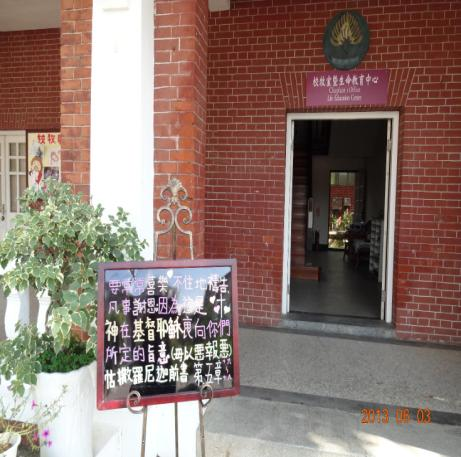 校牧室暨生命教育中心
Chaplain's Office
Life Education Center
校牧
要常常喜樂不住地禱告
凡事謝恩因為這是
神在基督耶穌裏向你們
所定的旨意(毋以惡報惡
帖撒羅尼迦前書 第五章
2013 06 03